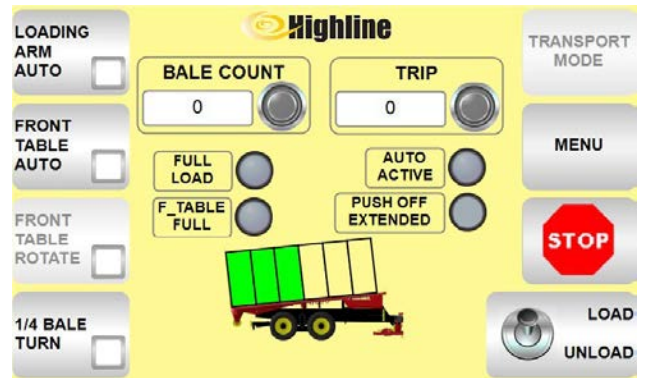 Highline
LOADING
ARM
AUTO
FRONT
TABLE
AUTO
FRONT
TABLE
ROTATE
1/4 BALE
TURN
BALE COUNT
0
TRIP
0
FULL
LOAD
AUTO
ACTIVE
F_TABLE
FULL
PUSH OFF
EXTENDED
TRANSPORT
MODE
MENU
STOP
LOAD
UNLOAD